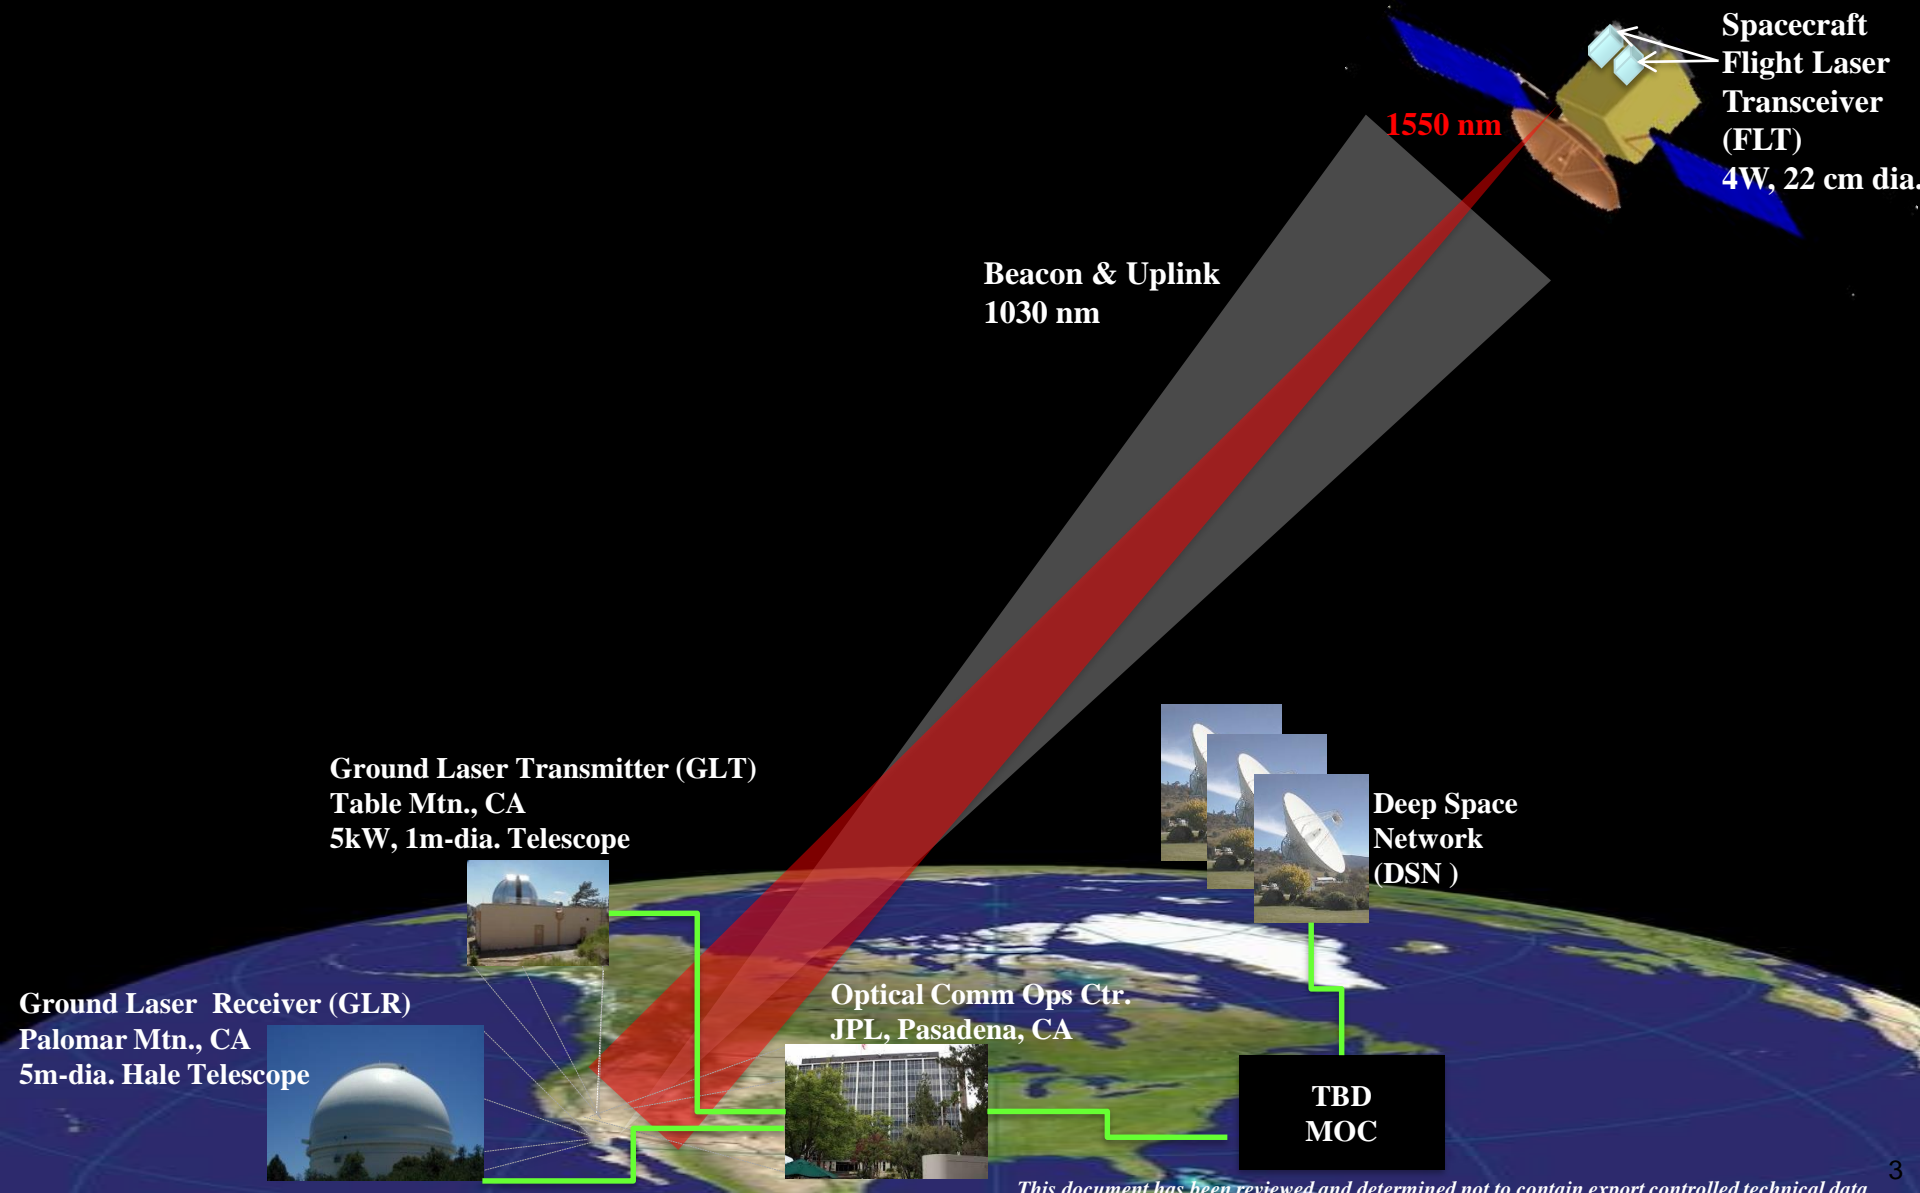 Spacecraft
Flight Laser
Transceiver
(FLT)
4W, 22 cm dia.
1550 nm
Beacon & Uplink
1030 nm
Ground Laser Transmitter (GLT)
Table Mtn., CA
5kW, 1m-dia. Telescope
Deep Space
Network
(DSN )
Ground Laser  Receiver (GLR)
Palomar Mtn., CA
5m-dia. Hale Telescope
Optical Comm Ops Ctr.
JPL, Pasadena, CA
TBD
MOC
3
This document has been reviewed and determined not to contain export controlled technical data